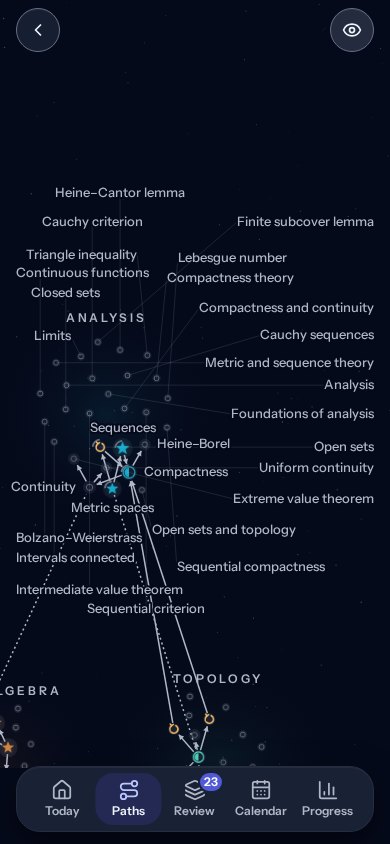 Heine–Cantor lemma
Cauchy criterion
Finite subcover lemma
Triangle inequality
Lebesgue number
Continuous functions
Compactness theory
Closed sets
Compactness and continuity
ANALYSIS
Limits
Cauchy sequences
Metric and sequence theory
Analysis
Foundations of analysis
Sequences
Heine–Borel
Open sets
Compactness
Uniform continuity
Continuity
Extreme value theorem
Metric spaces
Open sets and topology
Bolzano–Weierstrass
Intervals connected
Sequential compactness
Intermediate value theorem
Sequential criterion
TOPOLOGY
LGEBRA
23
Today
Paths
Review
Calendar
Progress